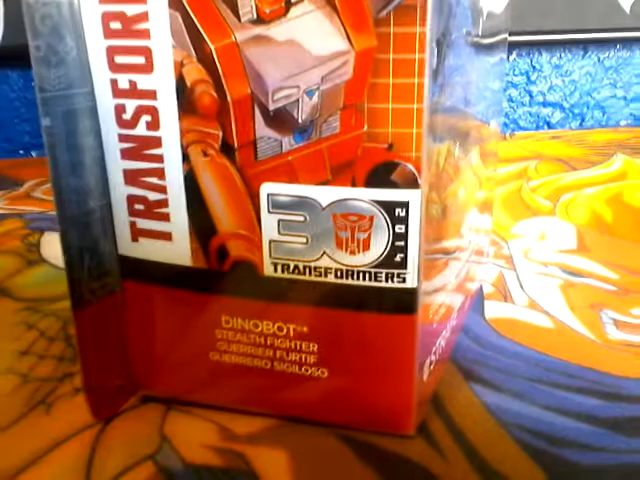 TRANSFOR
30
2014
TRANSFORMERS
DINOBOT™
STEALTH FIGHTER
GUERRIER FURTIF
GUERRERO SIGILOSO